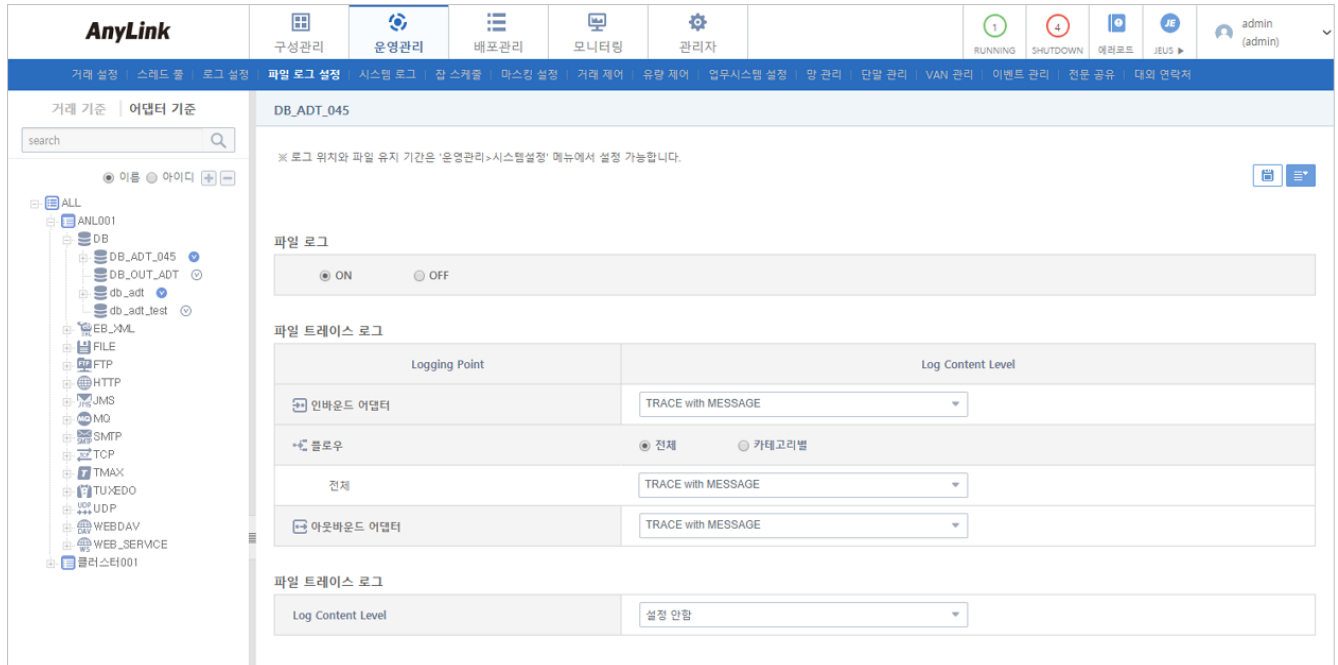 AnyLink
구성관리
운영관리
배포관리
모니터링
관리자
1
RUNNING
4
SHUTDOWN
에러코드
JE
JEUS ▶
admin
(admin)
거래 설정 | 스레드 풀 | 로그 설정 | 파일 로그 설정 | 시스템 로그 | 잡 스케줄 | 마스킹 설정 | 거래 제어 | 유량 제어 | 업무시스템 설정 | 망 관리 | 단말 관리 | VAN 관리 | 이벤트 관리 | 전문 공유 | 대외 연락처
거래 기준 | 어댑터 기준
search
이름 아이디
ALL
ANL001
DB
DB_ADT_045
DB_OUT_ADT
db_adt
db_adt_test
EB_XML
FILE
FTP
HTTP
JMS
MQ
SMTP
TCP
TMAX
TUXEDO
UDP
WEBDAV
WEB_SERVICE
클러스터001
DB_ADT_045
※ 로그 위치와 파일 유지 기간은 '운영관리>시스템설정' 메뉴에서 설정 가능합니다.
파일 로그
ON OFF
파일 트레이스 로그
Logging Point Log Content Level
인바운드 어댑터 TRACE with MESSAGE
플로우 전체 카테고리별
전체 TRACE with MESSAGE
아웃바운드 어댑터 TRACE with MESSAGE
파일 트레이스 로그
Log Content Level 설정 안함